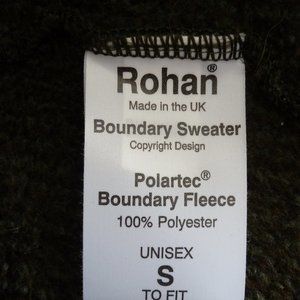 Rohan®
Made in the UK
Boundary Sweater
Copyright Design
Polartec®
Boundary Fleece
100% Polyester
UNISEX
S
TO FIT